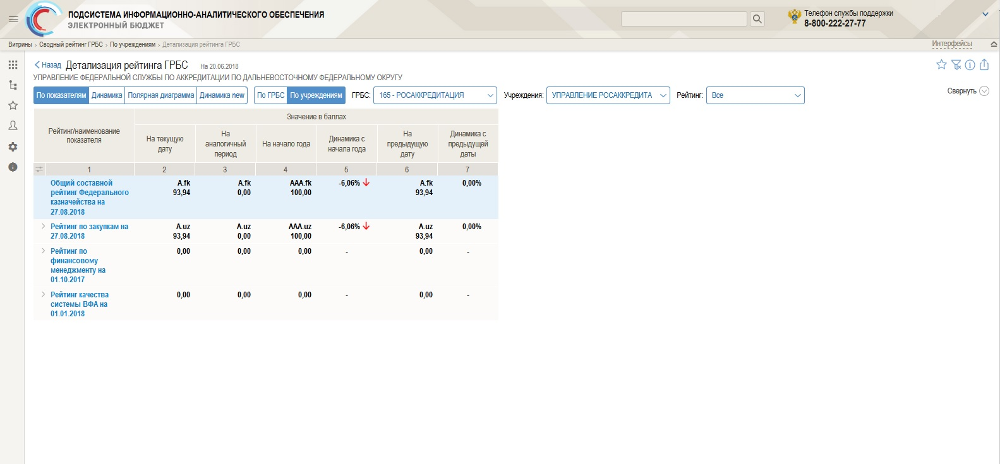 ПОДСИСТЕМА ИНФОРМАЦИОННО-АНАЛИТИЧЕСКОГО ОБЕСПЕЧЕНИЯ
ЭЛЕКТРОННЫЙ БЮДЖЕТ
Телефон службы поддержки
8-800-222-27-77
Витрины › Сводный рейтинг ГРБС › По учреждениям › Детализация рейтинга ГРБС
Интерфейсы
Назад Детализация рейтинга ГРБС На 20.06.2018
УПРАВЛЕНИЕ ФЕДЕРАЛЬНОЙ СЛУЖБЫ ПО АККРЕДИТАЦИИ ПО ДАЛЬНЕВОСТОЧНОМУ ФЕДЕРАЛЬНОМУ ОКРУГУ
По показателям Динамика Полярная диаграмма Динамика new По ГРБС По учреждениям ГРБС: 165 - РОСАККРЕДИТАЦИЯ Учреждения: УПРАВЛЕНИЕ РОСАККРЕДИТА Рейтинг: Все
Свернуть
Рейтинг/наименование показателя
Значение в баллах
На текущую дату
На аналогичный период
На начало года
Динамика с начала года
На предыдущую дату
Динамика с предыдущей даты
1 2 3 4 5 6 7
Общий составной A.fk A.fk AAA.fk -6,06% A.fk 0,00%
рейтинг Федерального 93,94 0,00 100,00 93,94
казначейства на
27.08.2018
Рейтинг по закупкам на A.uz A.uz AAA.uz -6,06% A.uz 0,00%
27.08.2018 93,94 0,00 100,00 93,94
Рейтинг по 0,00 0,00 0,00 - 0,00 -
финансовому
менеджменту на
01.10.2017
Рейтинг качества 0,00 0,00 0,00 - 0,00 -
системы ВФА на
01.01.2018